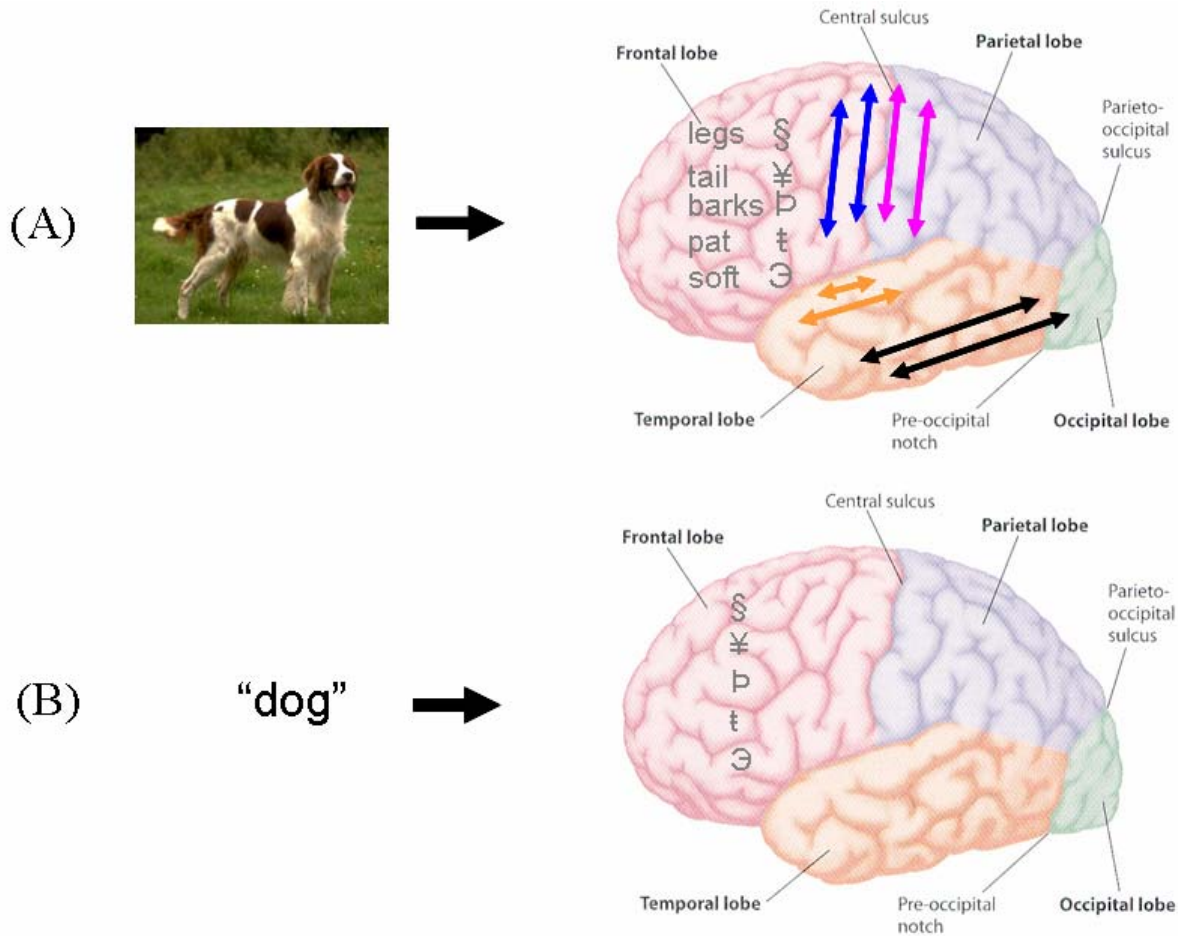 Central sulcus
Frontal lobe
Parietal lobe
Parieto-
occipital
sulcus
legs §
tail ¥
barks Þ
pat ŧ
soft Э
(A)
Temporal lobe
Pre-occipital
notch
Occipital lobe
Central sulcus
Frontal lobe
Parietal lobe
Parieto-
occipital
sulcus
§
¥
Þ
ŧ
Э
(B)
“dog”
Temporal lobe
Pre-occipital
notch
Occipital lobe